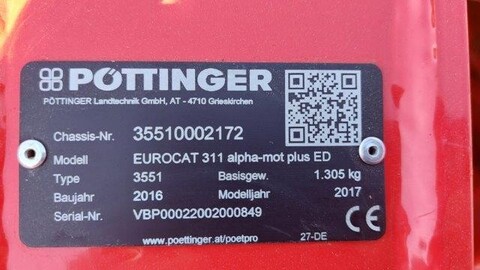 PÖTTINGER
PÖTTINGER Landtechnik GmbH, AT - 4710 Grieskirchen
Chassis-Nr. 35510002172
Modell EUROCAT 311 alpha-mot plus ED
Type 3551 Basisgew. 1.305 kg
Baujahr 2016 Modelljahr 2017
Serial-Nr. VBP00022002000849 CE
www.poettinger.at/poetpro 27-DE